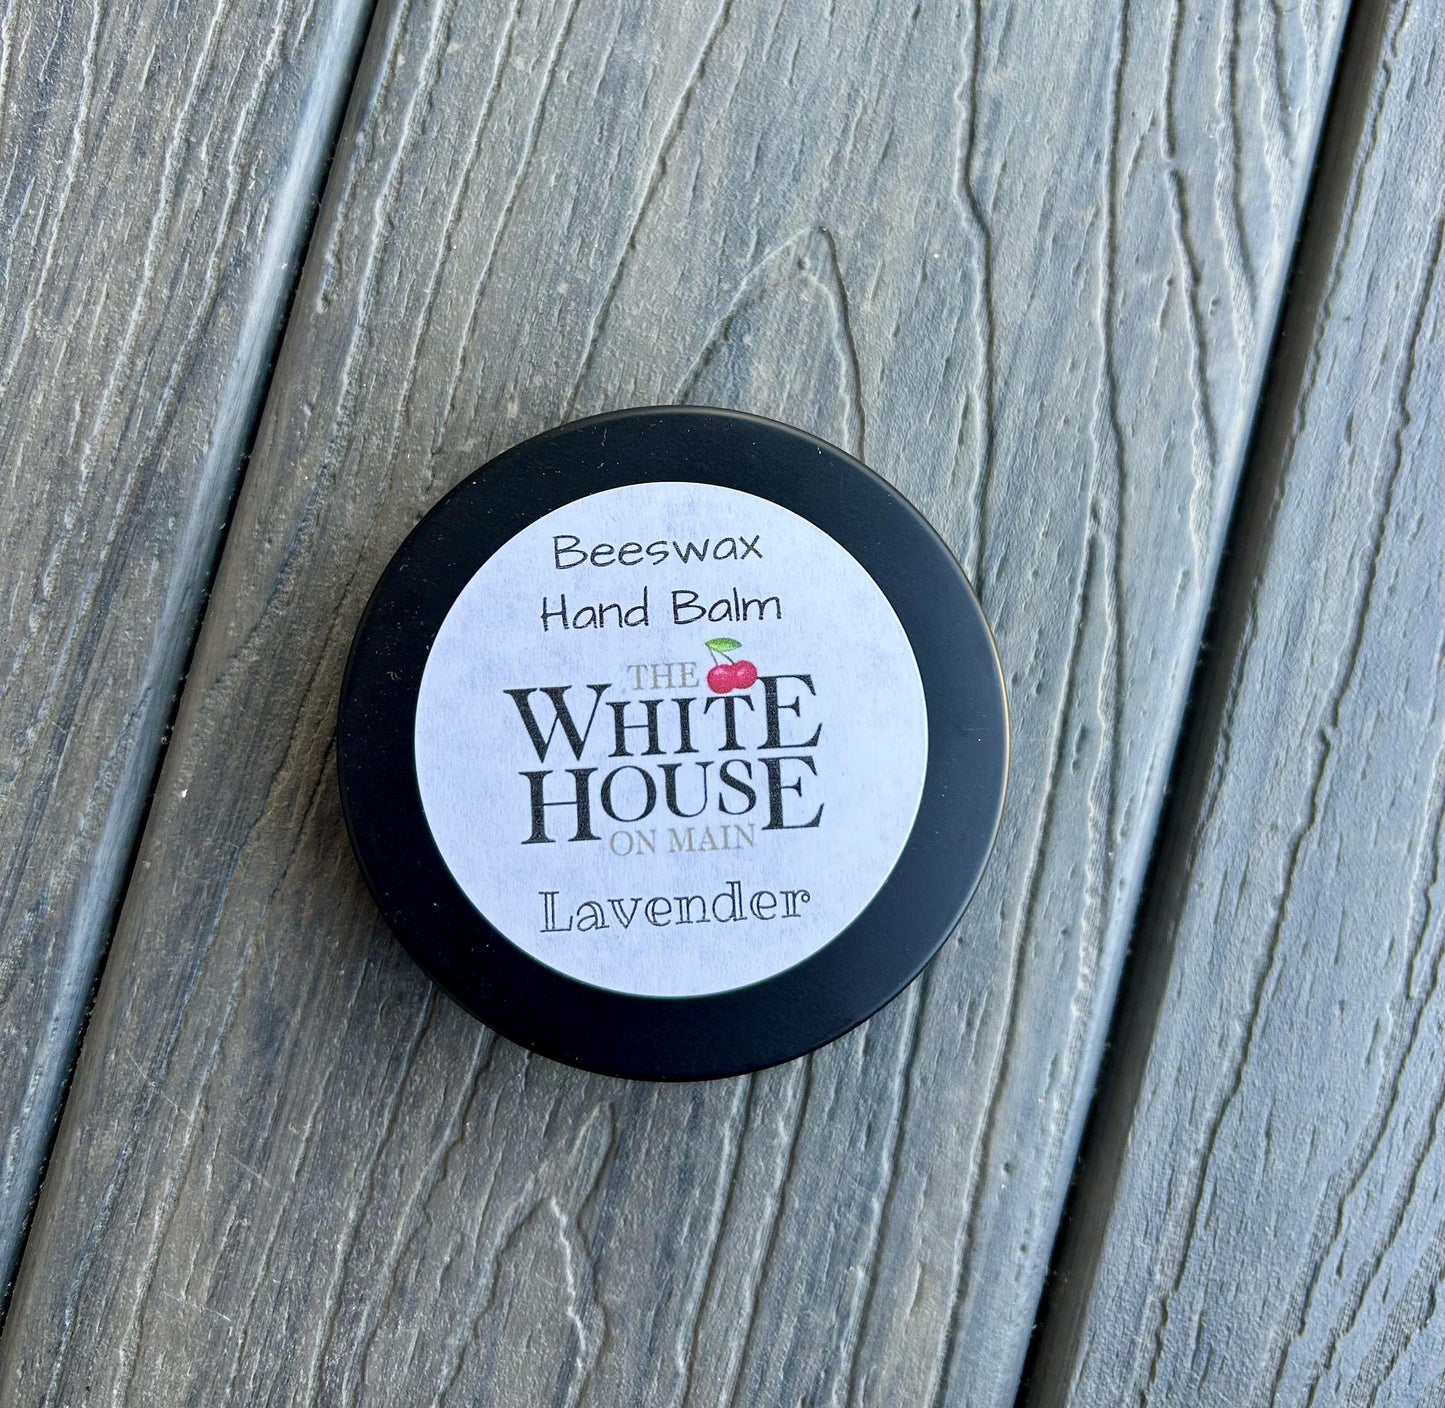 Beeswax
Hand Balm
THE
WHITE
HOUSE
ON MAIN
Lavender